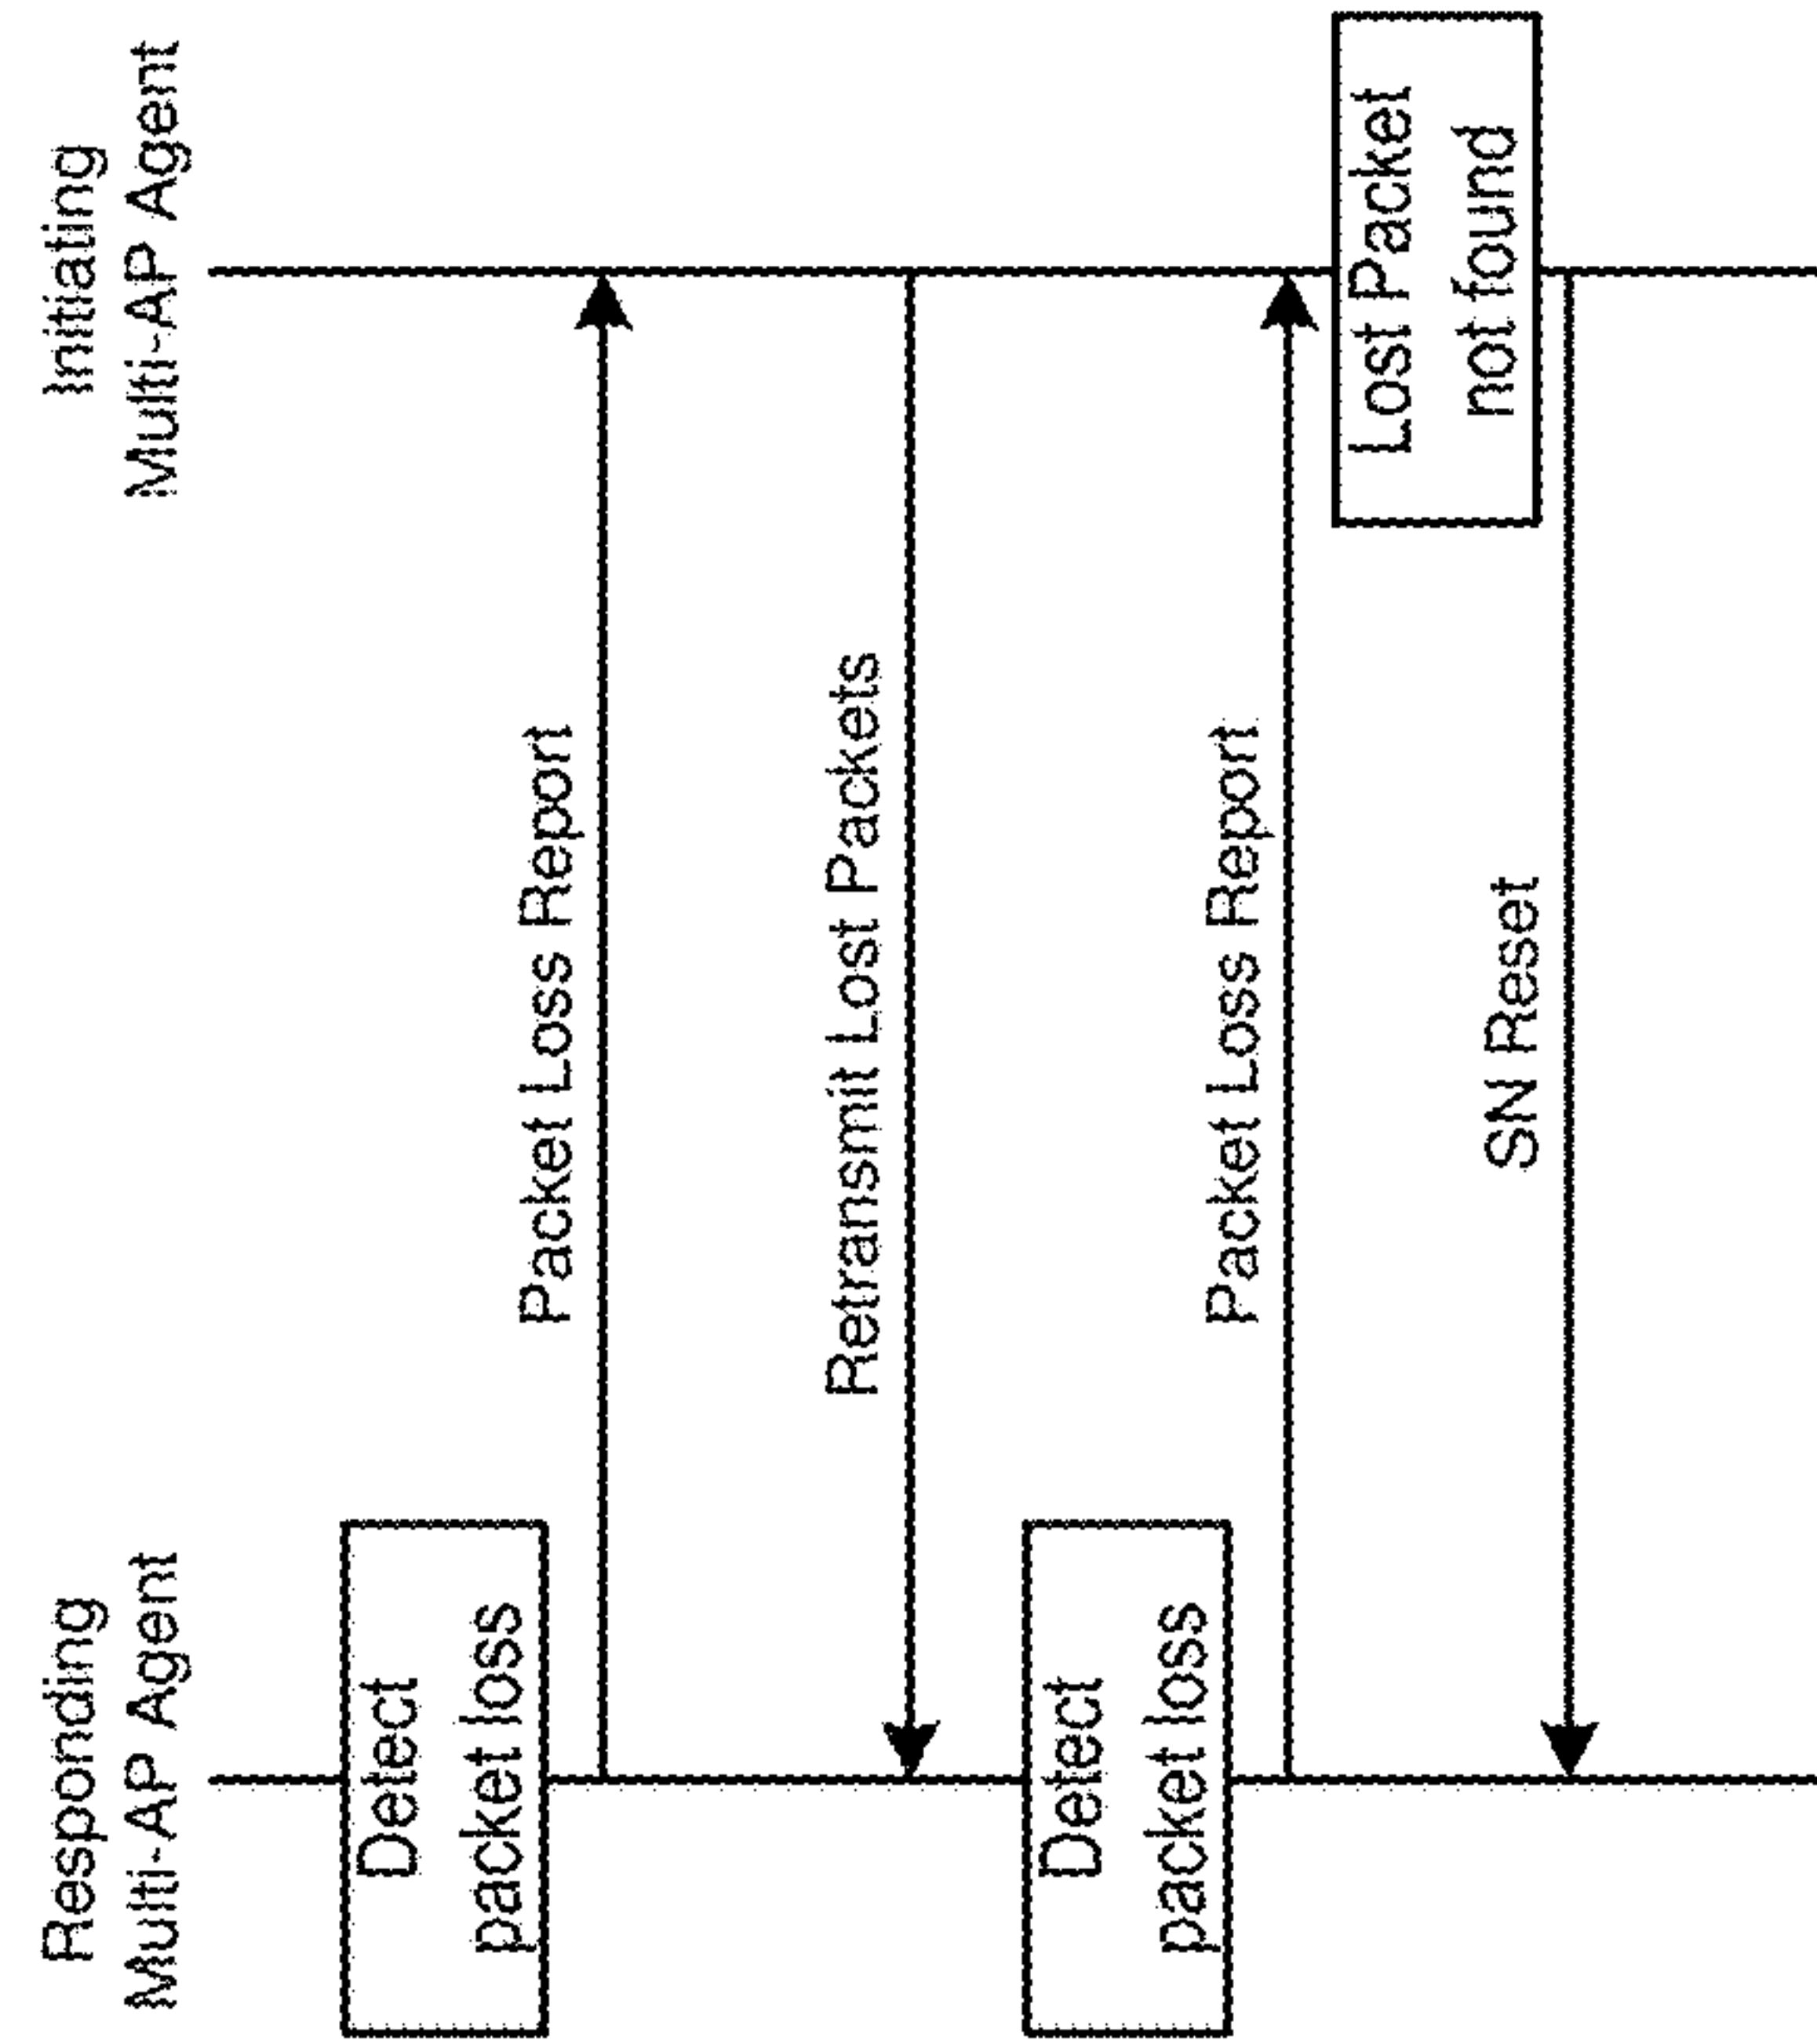 Responding
Multi-AP Agent
Initiating
Multi-AP Agent
Detect
packet loss
Packet Loss Report
Retransmit Lost Packets
Detect
packet loss
Packet Loss Report
Lost Packet
not found
SN Reset